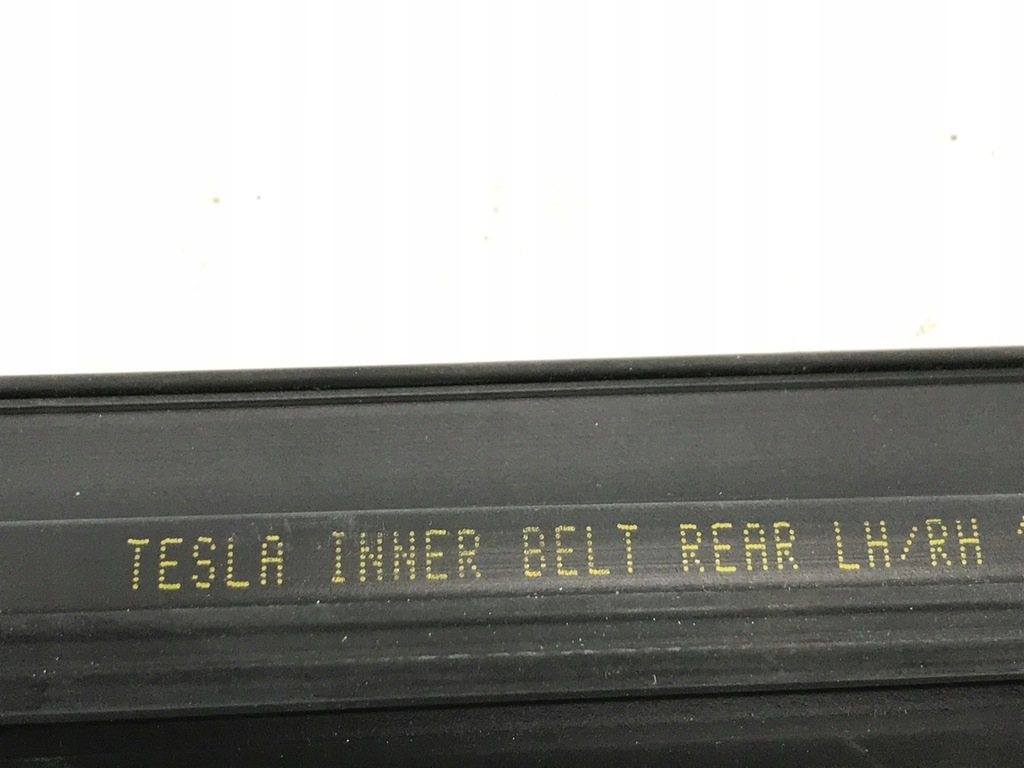 TESLA INNER BELT REAR LH/RH